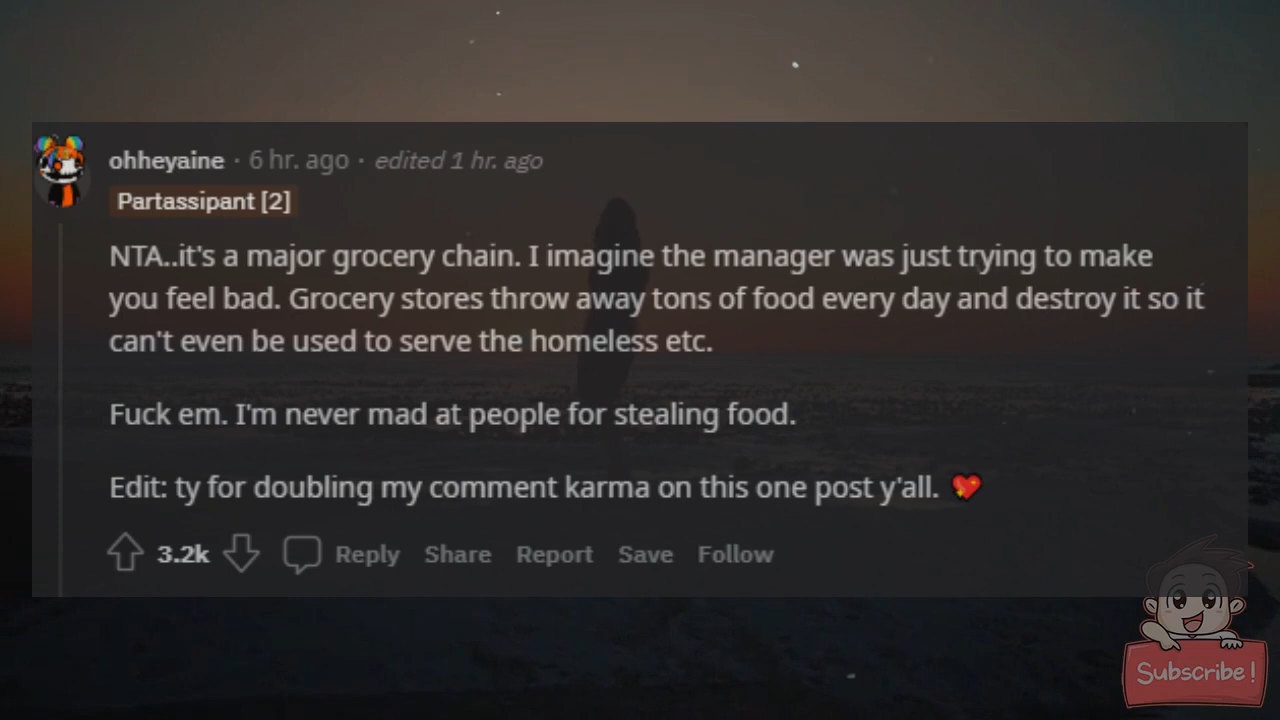 ohheyaine · 6 hr. ago · edited 1 hr. ago
Partassipant [2]
NTA..it's a major grocery chain. I imagine the manager was just trying to make
you feel bad. Grocery stores throw away tons of food every day and destroy it so it
can't even be used to serve the homeless etc.
Fuck em. I'm never mad at people for stealing food.
Edit: ty for doubling my comment karma on this one post y'all. 💖
3.2k Reply Share Report Save Follow
Subscribe!